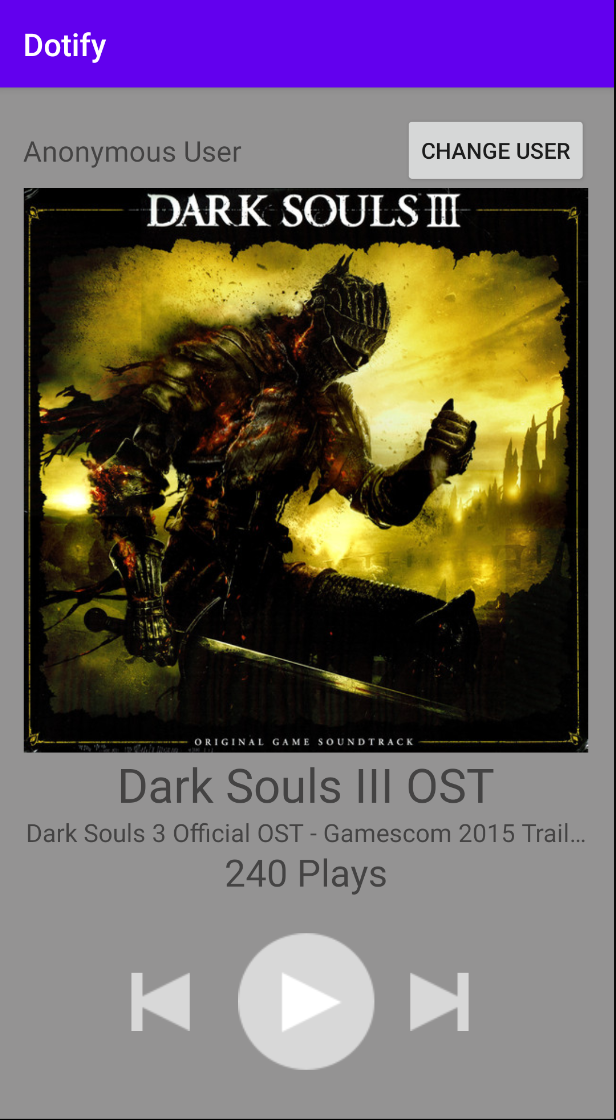 Dotify
Anonymous User
CHANGE USER
DARK SOULS III
ORIGINAL GAME SOUNDTRACK
Dark Souls III OST
Dark Souls 3 Official OST - Gamescom 2015 Trail...
240 Plays